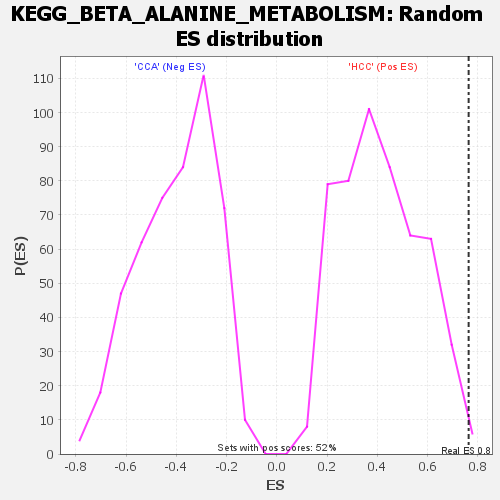 KEGG_BETA_ALANINE_METABOLISM: Random
ES distribution
'CCA' (Neg ES)
'HCC' (Pos ES)
110
100
90
80
70
60
50
40
30
20
10
0
P(ES)
Sets with pos scores: 52%
Real ES 0.8
-0.8 -0.6 -0.4 -0.2 0.0 0.2 0.4 0.6 0.8
ES